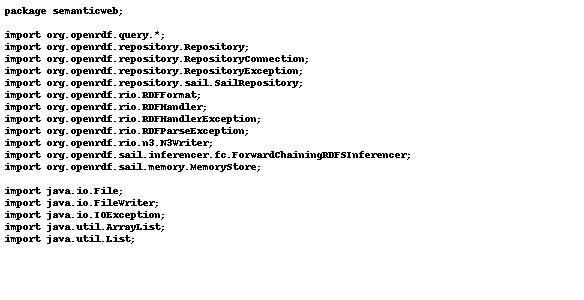 package semanticweb;

import org.openrdf.query.*;
import org.openrdf.repository.Repository;
import org.openrdf.repository.RepositoryConnection;
import org.openrdf.repository.RepositoryException;
import org.openrdf.repository.sail.SailRepository;
import org.openrdf.rio.RDFFormat;
import org.openrdf.rio.RDFHandler;
import org.openrdf.rio.RDFHandlerException;
import org.openrdf.rio.RDFParseException;
import org.openrdf.rio.n3.N3Writer;
import org.openrdf.sail.inferencer.fc.ForwardChainingRDFSInferencer;
import org.openrdf.sail.memory.MemoryStore;

import java.io.File;
import java.io.FileWriter;
import java.io.IOException;
import java.util.ArrayList;
import java.util.List;